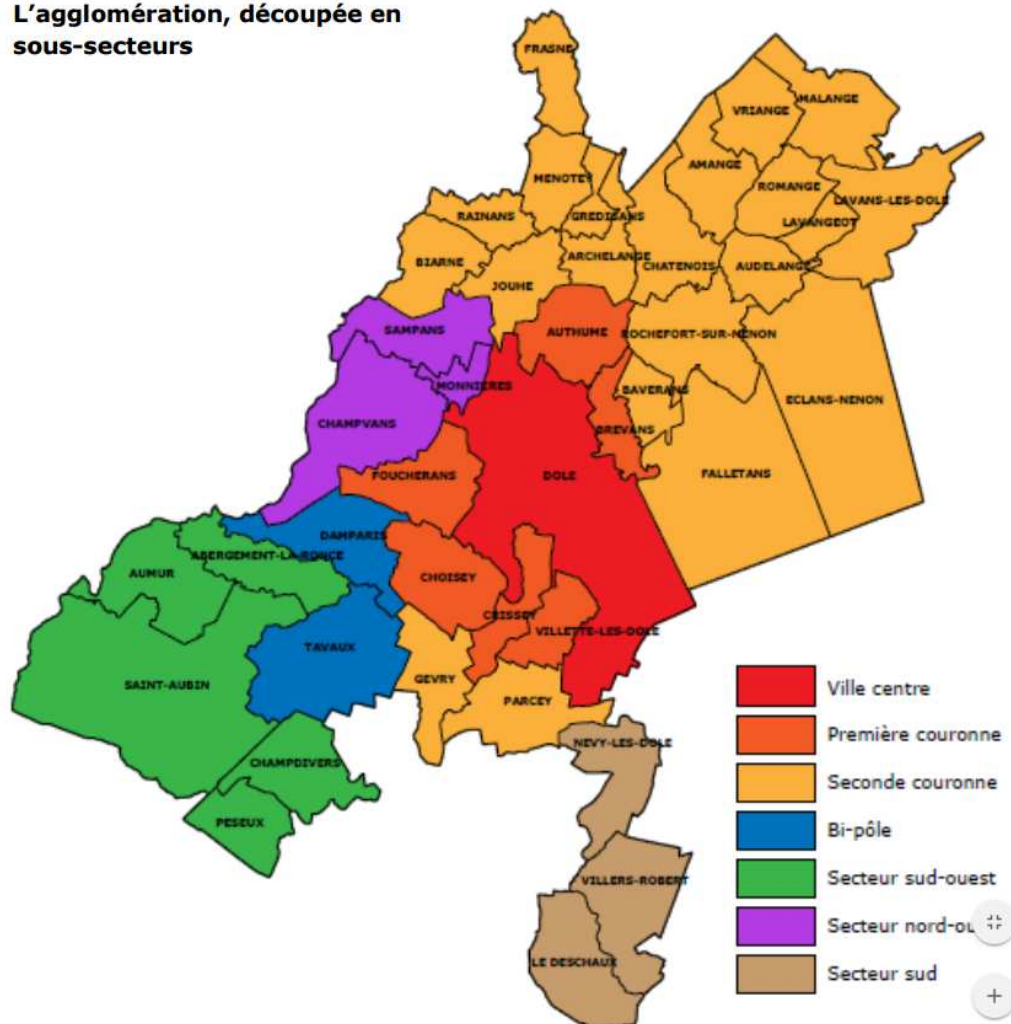 L’agglomération, découpée en
sous-secteurs
FRASNE
MALANGE
VRIANGE
AMANGE
MENOTEY
ROMANGE
LAVANS-LES-DOLE
RAINANS
GREDISANS
LAVANGEOT
ARCHELANGE
BIARNE
CHATENOIS
AUDELANGE
JOUHE
SAMPANS
AUTHUME
ROCHEFORT-SUR-NENON
MONNIERES
BAVERANS
ECLANS-NENON
CHAMPVANS
BREVANS
FOUCHERANS
DOLE
FALLETANS
DAMPARIS
ABERGEMENT-LA-RONCE
AUMUR
CHOISEY
CRISSEY
VILLETTE-LES-DOLE
TAVAUX
GEVRY
SAINT-AUBIN
PARCEY
NEVY-LES-DOLE
CHAMPDIVERS
PESEUX
VILLERS-ROBERT
LE DESCHAUX
Ville centre
Première couronne
Seconde couronne
Bi-pôle
Secteur sud-ouest
Secteur
Secteur sud